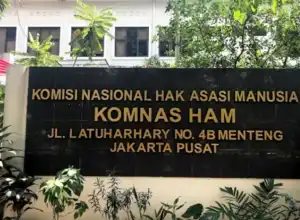 KOMISI NASIONAL HAK ASASI MANUSIA
KOMNAS HAM
JL. LATUHARHARY NO. 4B MENTENG
JAKARTA PUSAT